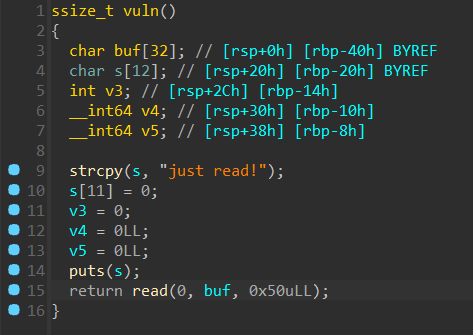 1 ssize_t vuln()
2 {
3   char buf[32]; // [rsp+0h] [rbp-40h] BYREF
4   char s[12]; // [rsp+20h] [rbp-20h] BYREF
5   int v3; // [rsp+2Ch] [rbp-14h]
6   __int64 v4; // [rsp+30h] [rbp-10h]
7   __int64 v5; // [rsp+38h] [rbp-8h]
8
9   strcpy(s, "just read!");
10   s[11] = 0;
11   v3 = 0;
12   v4 = 0LL;
13   v5 = 0LL;
14   puts(s);
15   return read(0, buf, 0x50uLL);
16 }